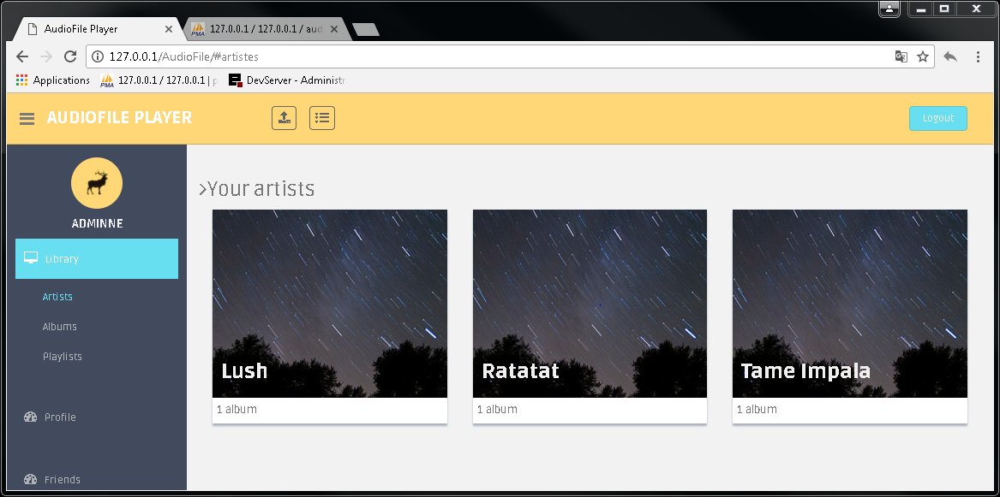 AudioFile Player
127.0.0.1 / 127.0.0.1 / aud
127.0.0.1/AudioFile/#artistes
Applications
PMA
127.0.0.1 / 127.0.0.1 | p
DevServer - Administr
AUDIOFILE PLAYER
Logout
ADMINNE
Library
Artists
Albums
Playlists
Profile
Friends
>Your artists
Lush
1 album
Ratatat
1 album
Tame Impala
1 album